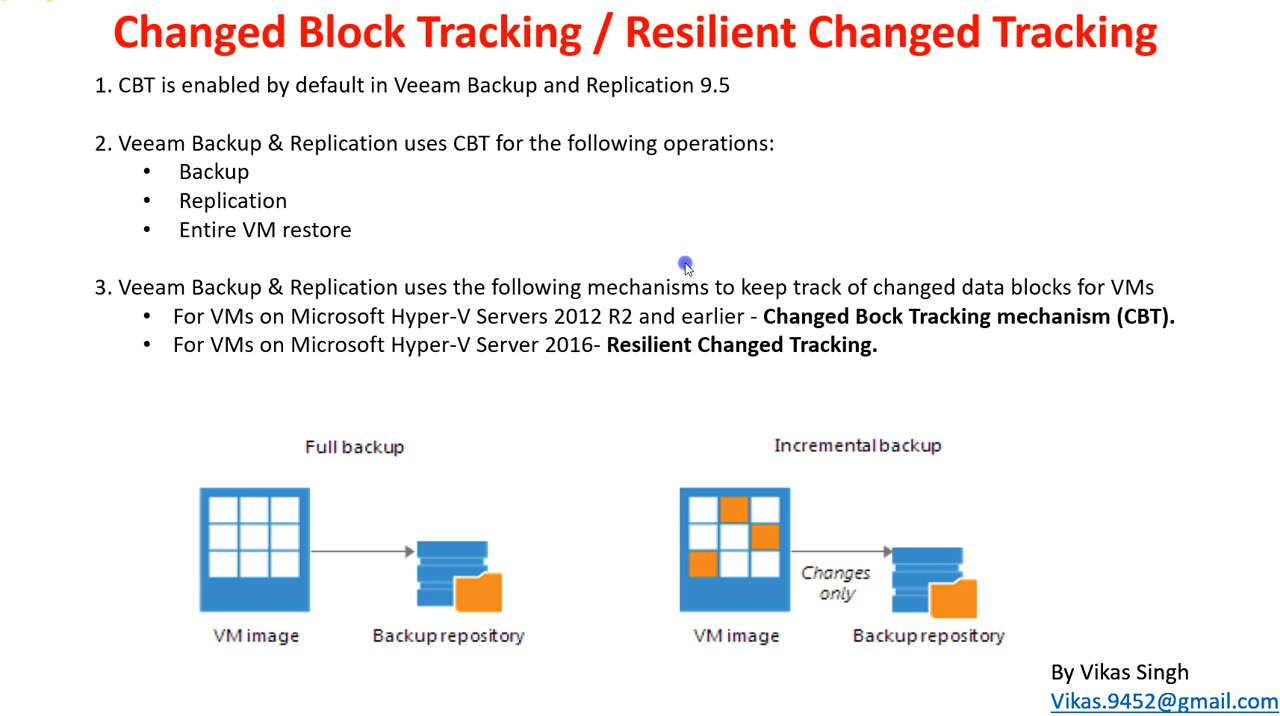 Changed Block Tracking / Resilient Changed Tracking
1. CBT is enabled by default in Veeam Backup and Replication 9.5
2. Veeam Backup & Replication uses CBT for the following operations:
• Backup
• Replication
• Entire VM restore
3. Veeam Backup & Replication uses the following mechanisms to keep track of changed data blocks for VMs
• For VMs on Microsoft Hyper-V Servers 2012 R2 and earlier - Changed Bock Tracking mechanism (CBT).
• For VMs on Microsoft Hyper-V Server 2016- Resilient Changed Tracking.
Full backup
VM image
Backup repository
Incremental backup
Changes
only
VM image
Backup repository
By Vikas Singh
Vikas.9452@gmail.com